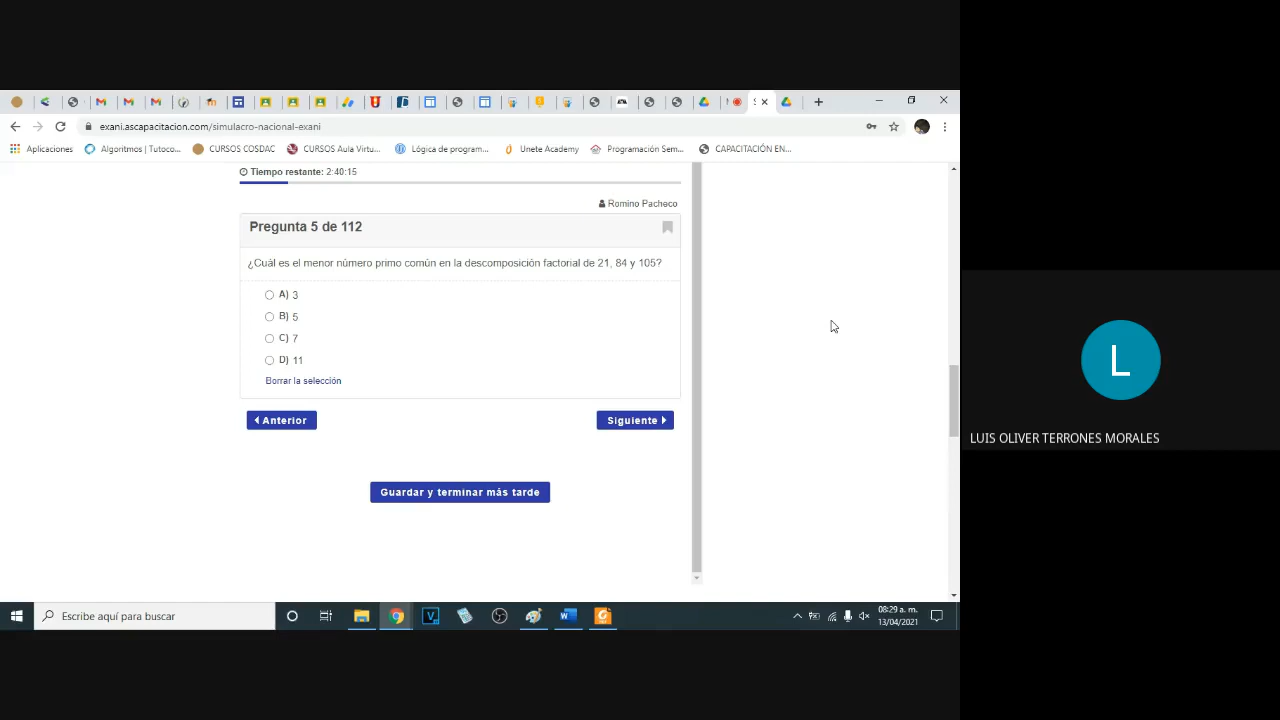 exani.ascapacitacion.com/simulacro-nacional-exani
Aplicaciones
Algoritmos | Tutoco...
CURSOS COSDAC
CURSOS Aula Virtu...
Lógica de program...
Unete Academy
Programación Sem...
CAPACITACIÓN EN...
Tiempo restante: 2:40:15
Romino Pacheco
Pregunta 5 de 112
¿Cuál es el menor número primo común en la descomposición factorial de 21, 84 y 105?
A) 3
B) 5
C) 7
D) 11
Borrar la selección
Anterior
Siguiente
Guardar y terminar más tarde
L
LUIS OLIVER TERRONES MORALES
Escribe aquí para buscar
08:29 a. m.
13/04/2021